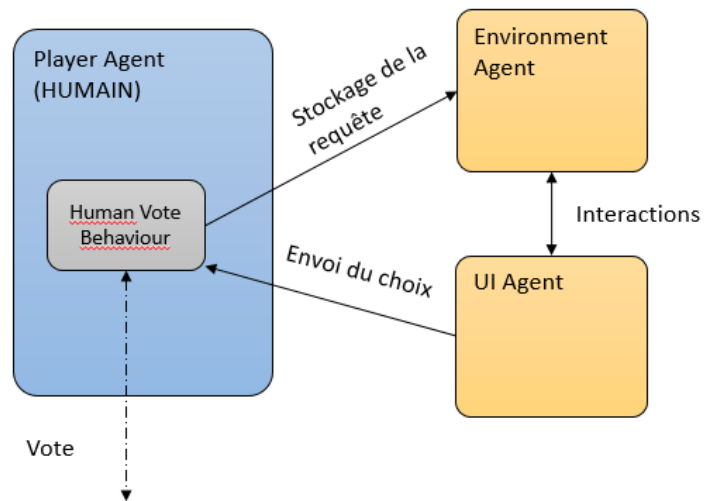 Player Agent
(HUMAIN)
Environment
Agent
Stockage de la
requête
Human Vote
Behaviour
Interactions
Envoi du choix
UI Agent
Vote